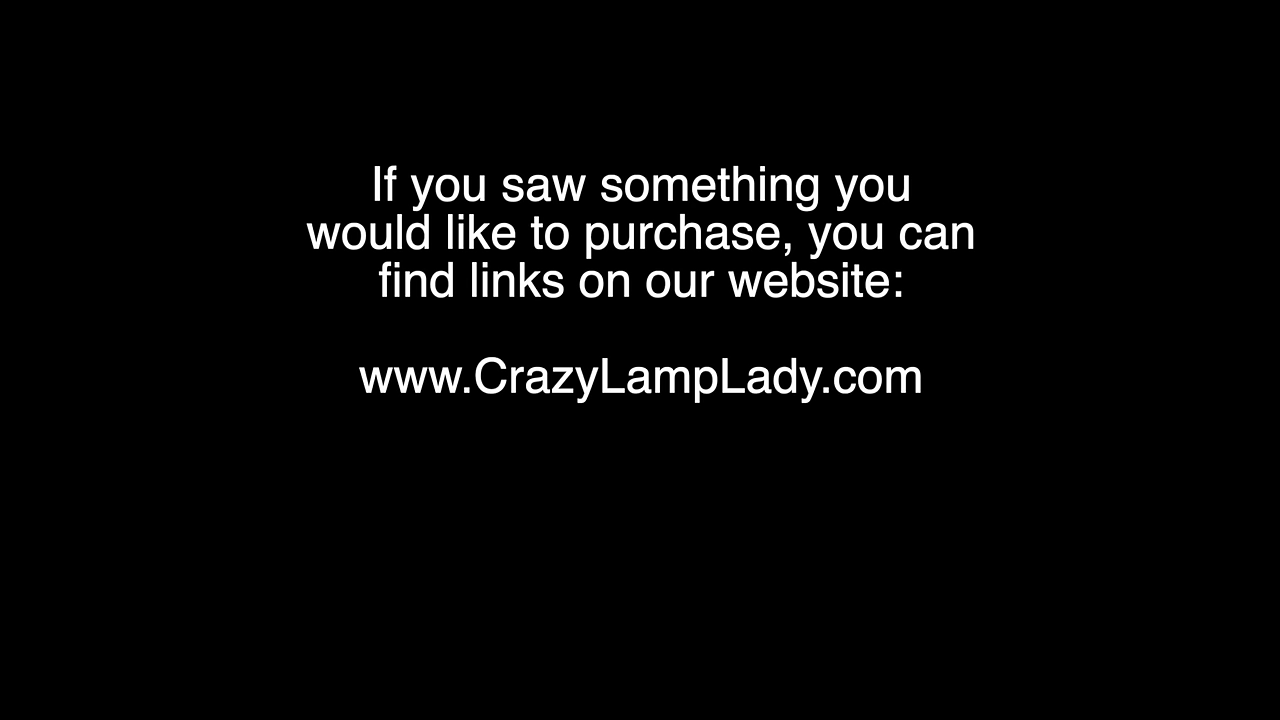 If you saw something you
would like to purchase, you can
find links on our website:
www.CrazyLampLady.com